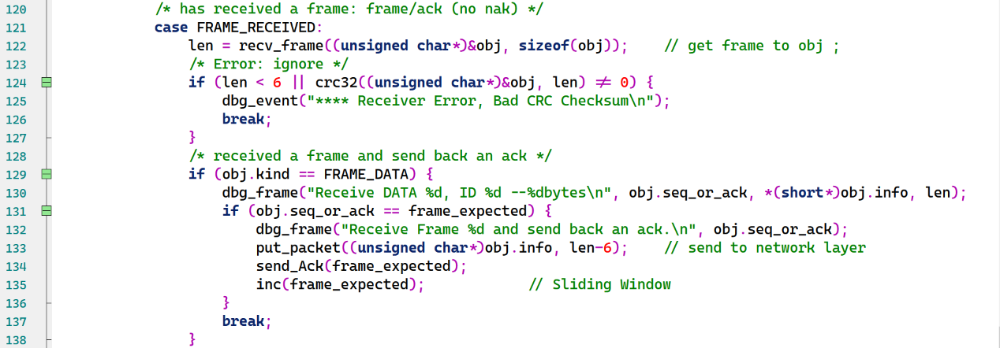 120 /* has received a frame: frame/ack (no nak) */
121 case FRAME_RECEIVED:
122 len = recv_frame((unsigned char*)&obj, sizeof(obj)); // get frame to obj ;
123 /* Error: ignore */
124 if (len < 6 || crc32((unsigned char*)&obj, len) ≠ 0) {
125 dbg_event("**** Receiver Error, Bad CRC Checksum\n");
126 break;
127 }
128 /* received a frame and send back an ack */
129 if (obj.kind == FRAME_DATA) {
130 dbg_frame("Receive DATA %d, ID %d --%dbytes\n", obj.seq_or_ack, *(short*)obj.info, len);
131 if (obj.seq_or_ack == frame_expected) {
132 dbg_frame("Receive Frame %d and send back an ack.\n", obj.seq_or_ack);
133 put_packet((unsigned char*)obj.info, len-6); // send to network layer
134 send_Ack(frame_expected);
135 inc(frame_expected); // Sliding Window
136 }
137 break;
138 }